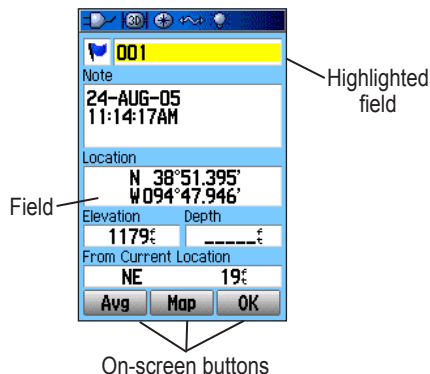 3D
001
Note
24-AUG-05
11:14:17AM
Location
N 38°51.395'
W094°47.946'
Elevation Depth
1179ft _____ft
From Current Location
NE 19ft
Avg Map OK
Highlighted
field
Field
On-screen buttons